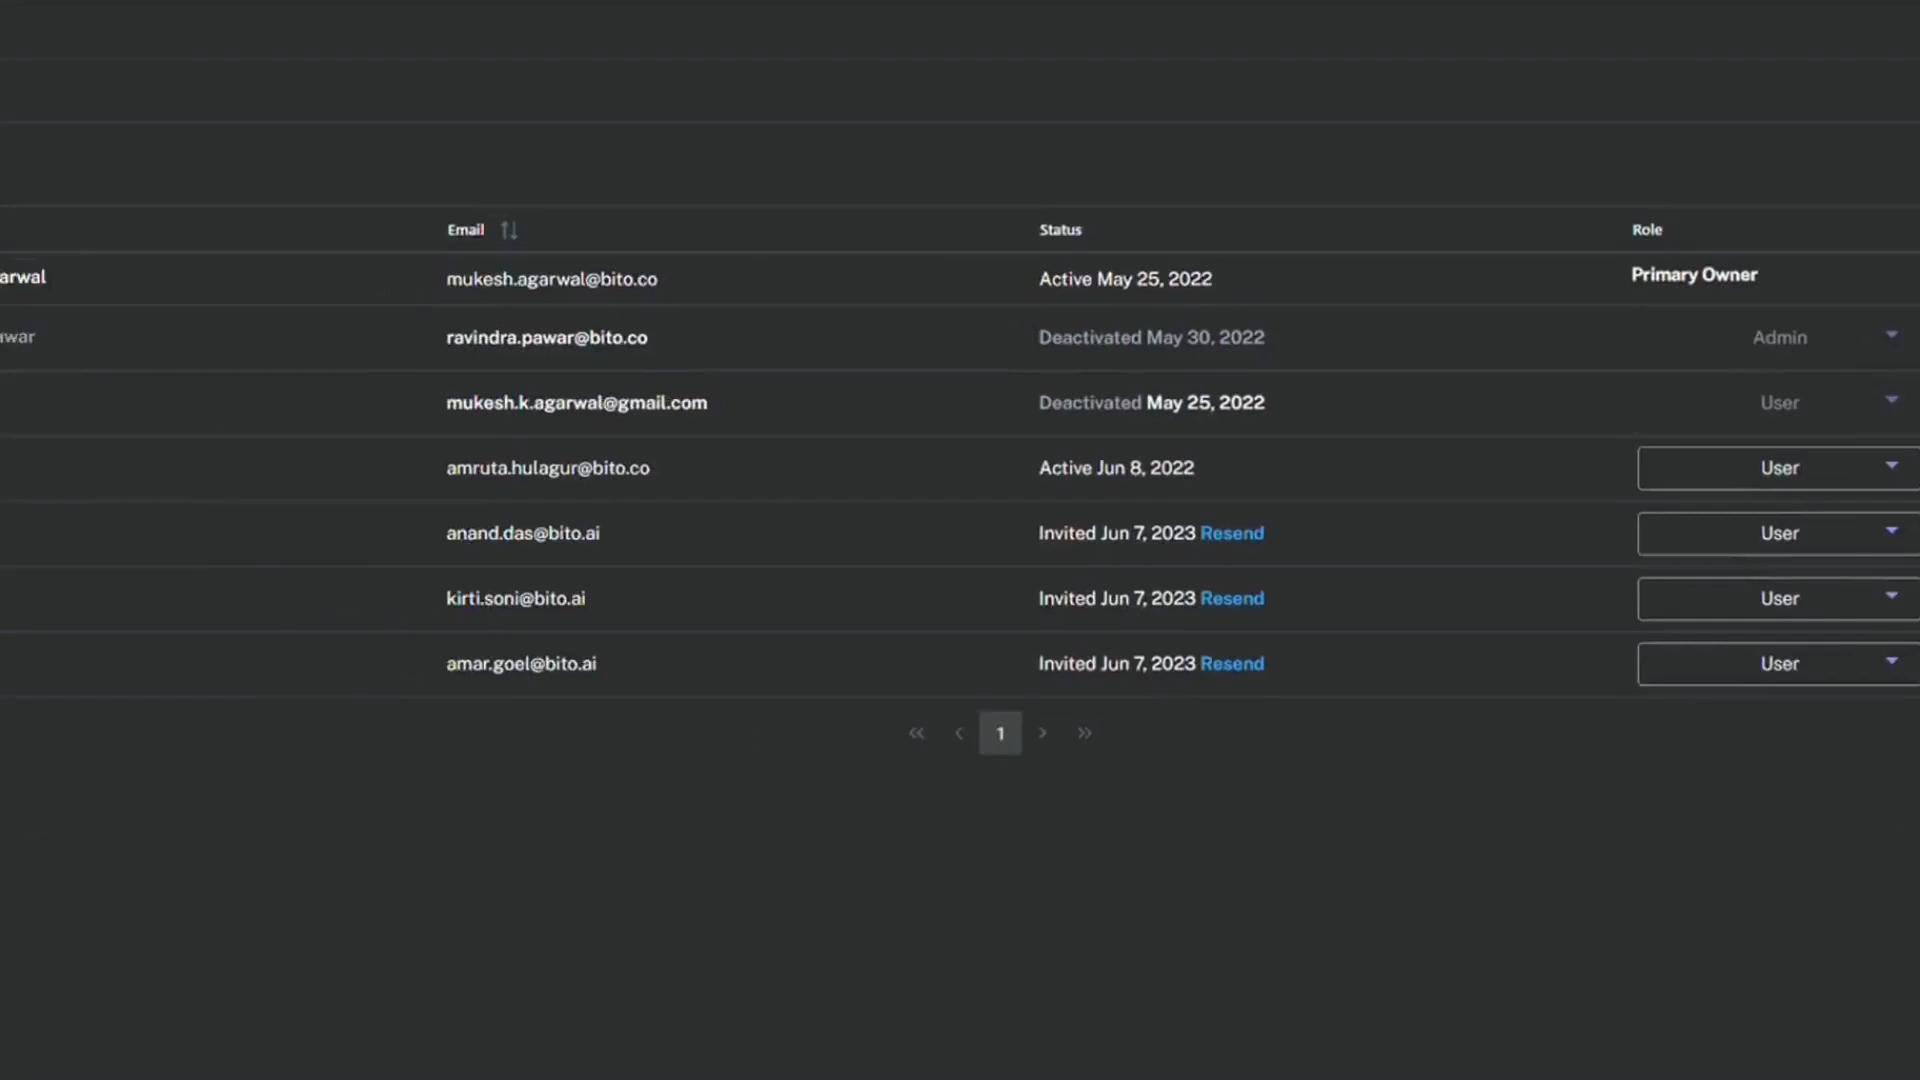 Email Status Role
arwal mukesh.agarwal@bito.co Active May 25, 2022 Primary Owner
awar ravindra.pawar@bito.co Deactivated May 30, 2022 Admin
mukesh.k.agarwal@gmail.com Deactivated May 25, 2022 User
amruta.hulagur@bito.co Active Jun 8, 2022 User
anand.das@bito.ai Invited Jun 7, 2023 Resend User
kirti.soni@bito.ai Invited Jun 7, 2023 Resend User
amar.goel@bito.ai Invited Jun 7, 2023 Resend User
« ‹ 1 › »